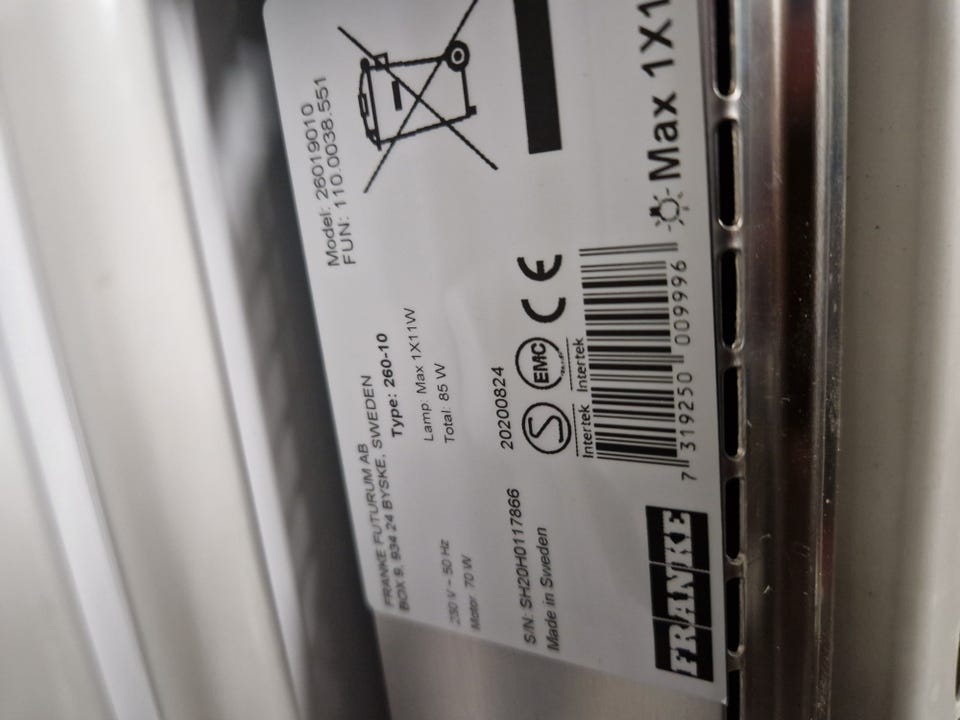 FRANKE FUTURUM AB
BOX 9, 934 24 BYSKE, SWEDEN
Model: 26019010
FUN: 110.0038.551
Type: 260-10
230 V ~ 50 Hz
Lamp: Max 1X11W
Motor 70 W
Total: 85 W
S/N: SH20H0117866
20200824
Made in Sweden
S
EMC
CE
Intertek
Intertek
7 319250 009996
FRANKE
Max 1X1